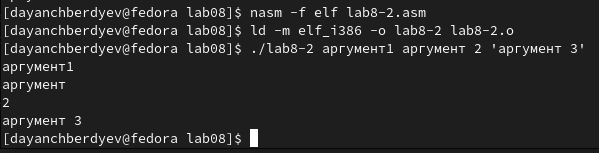 [dayanchberdyev@fedora lab08]$ nasm -f elf lab8-2.asm
[dayanchberdyev@fedora lab08]$ ld -m elf_i386 -o lab8-2 lab8-2.o
[dayanchberdyev@fedora lab08]$ ./lab8-2 аргумент1 аргумент 2 'аргумент 3'
аргумент1
аргумент
2
аргумент 3
[dayanchberdyev@fedora lab08]$